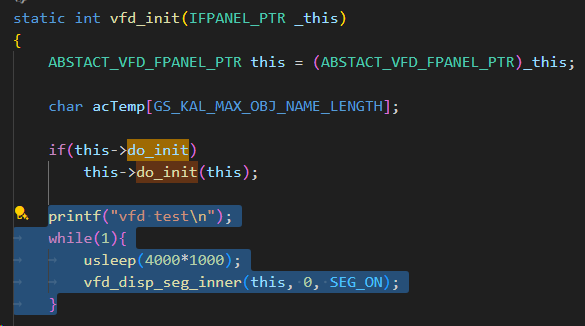 static int vfd_init(IFPANEL_PTR _this)
{
ABSTACT_VFD_FPANEL_PTR this = (ABSTACT_VFD_FPANEL_PTR)_this;
char acTemp[GS_KAL_MAX_OBJ_NAME_LENGTH];
if(this->do_init)
this->do_init(this);
printf("vfd test\n");
while(1){
usleep(4000*1000);
vfd_disp_seg_inner(this, 0, SEG_ON);
}